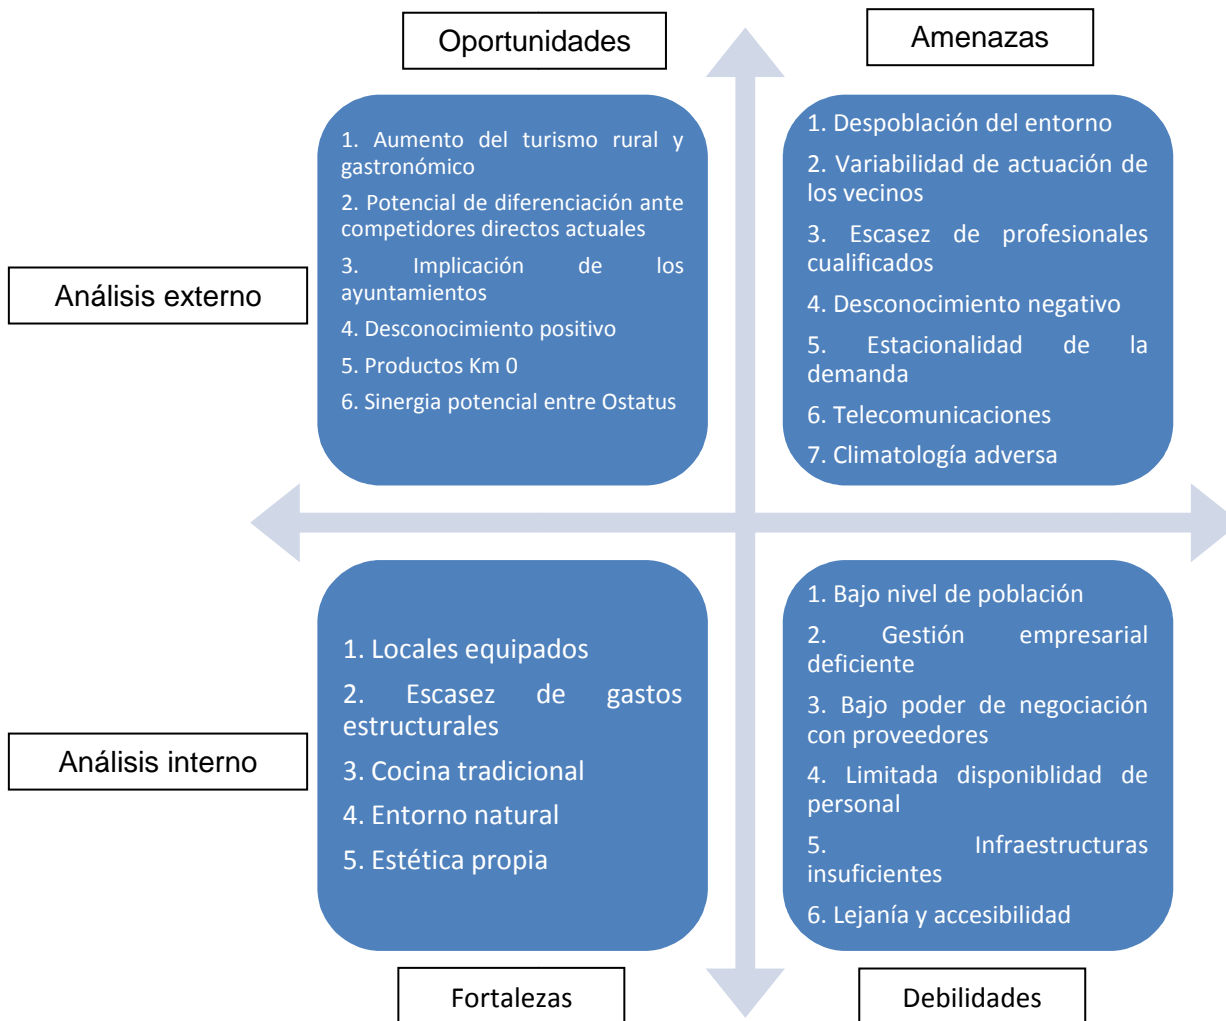 Oportunidades
Amenazas
1. Aumento del turismo rural y
gastronómico
2. Potencial de diferenciación ante
competidores directos actuales
3. Implicación de los
ayuntamientos
4. Desconocimiento positivo
5. Productos Km 0
6. Sinergia potencial entre Ostatus
1. Despoblación del entorno
2. Variabilidad de actuación de
los vecinos
3. Escasez de profesionales
cualificados
4. Desconocimiento negativo
5. Estacionalidad de la
demanda
6. Telecomunicaciones
7. Climatología adversa
Análisis externo
1. Locales equipados
2. Escasez de gastos
estructurales
3. Cocina tradicional
4. Entorno natural
5. Estética propia
1. Bajo nivel de población
2. Gestión empresarial
deficiente
3. Bajo poder de negociación
con proveedores
4. Limitada disponiblidad de
personal
5. Infraestructuras
insuficientes
6. Lejanía y accesibilidad
Análisis interno
Fortalezas
Debilidades